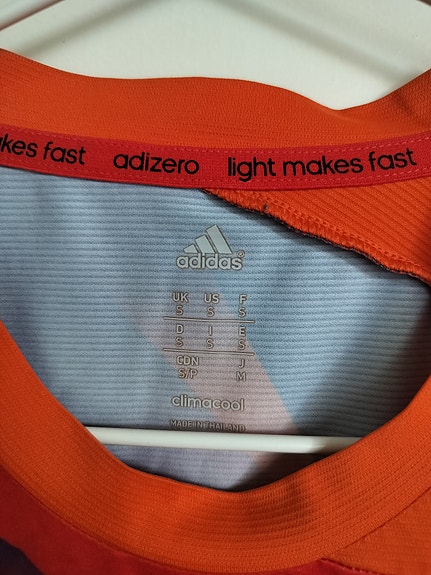 makes fast adizero light makes fast
adidas
UK US F
S S S
D I E
S S S
CDN J
S/P M
climacool
MADE IN THAILAND